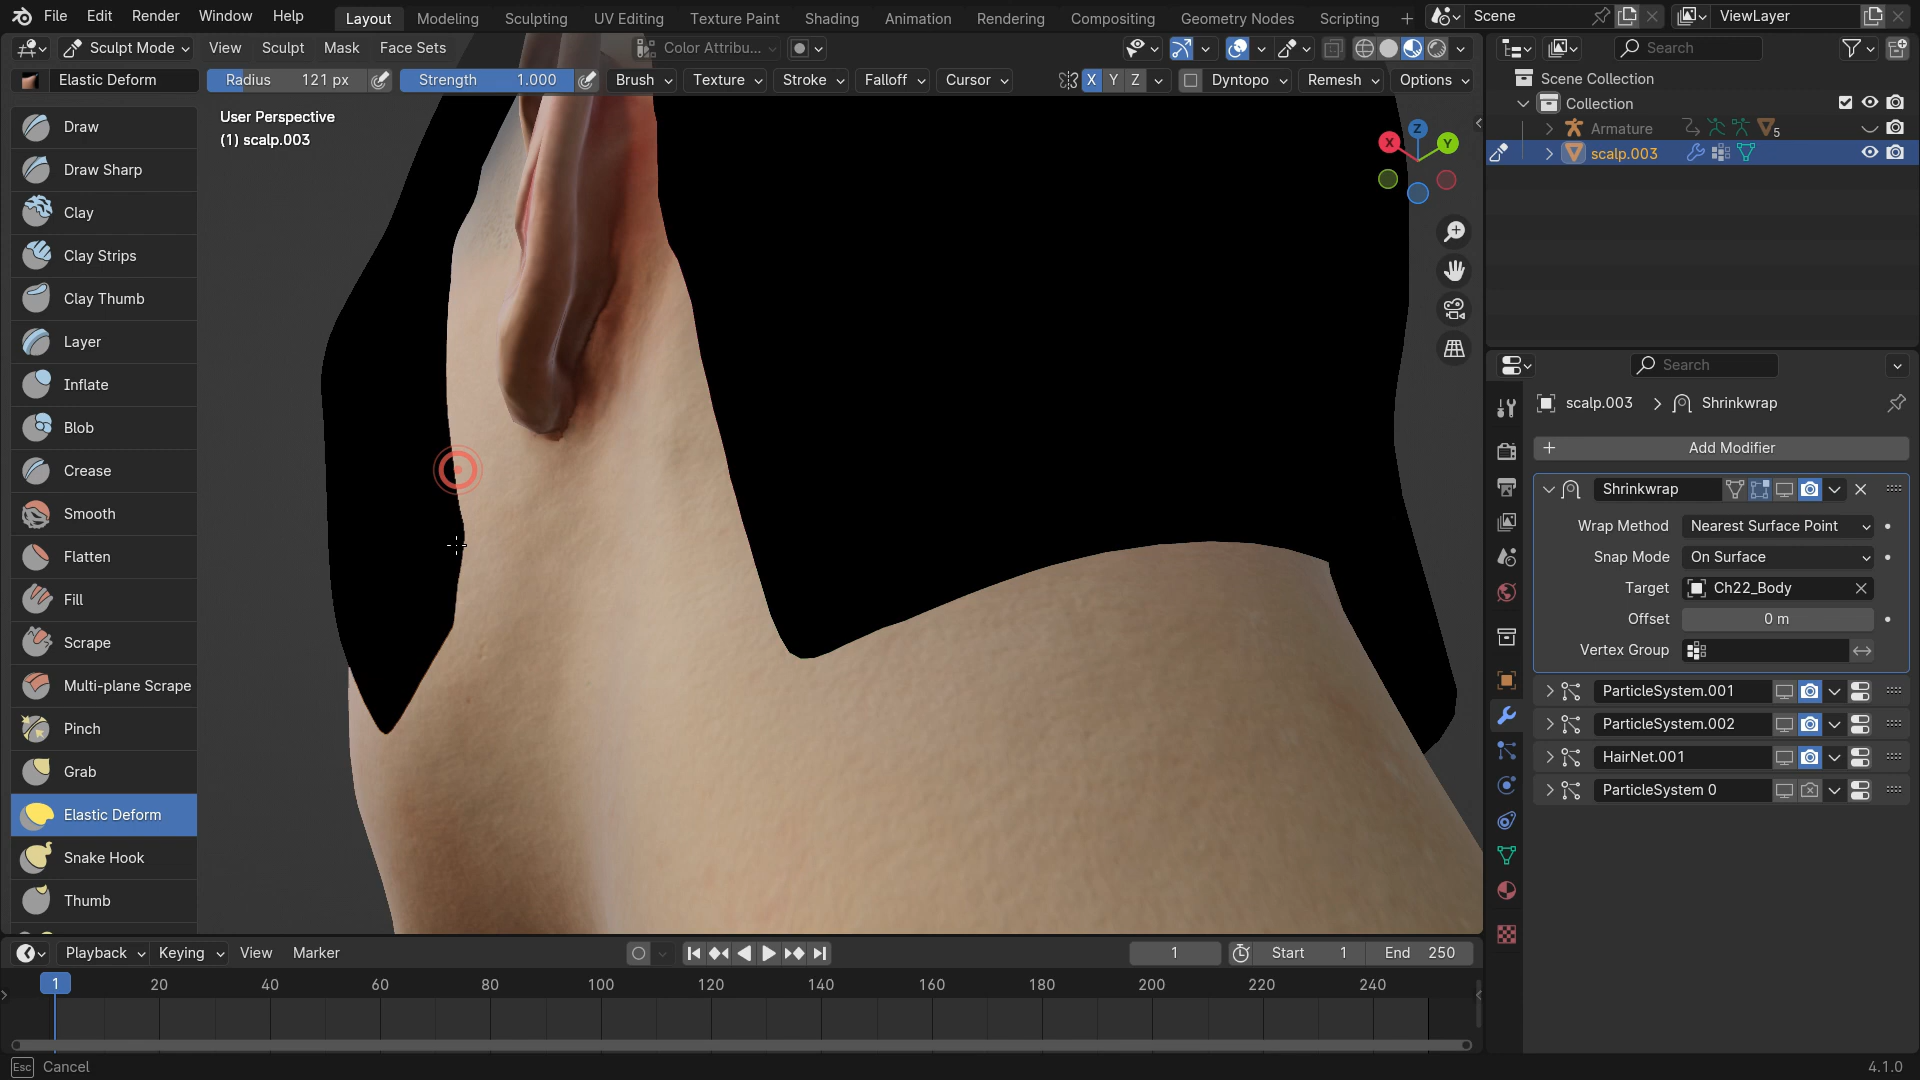 File Edit Render Window Help Layout Modeling Sculpting UV Editing Texture Paint Shading Animation Rendering Compositing Geometry Nodes Scripting + Scene ViewLayer
Sculpt Mode View Sculpt Mask Face Sets Color Attribu... Search
Elastic Deform Radius 121 px Strength 1.000 Brush Texture Stroke Falloff Cursor X Y Z Dyntopo Remesh Options
Scene Collection
Collection
Armature 5
scalp.003
User Perspective
(1) scalp.003
X Y Z
Draw
Draw Sharp
Clay
Clay Strips
Clay Thumb
Layer
Inflate
Blob
Crease
Smooth
Flatten
Fill
Scrape
Multi-plane Scrape
Pinch
Grab
Elastic Deform
Snake Hook
Thumb
Search
scalp.003 > Shrinkwrap
+ Add Modifier
Shrinkwrap
Wrap Method Nearest Surface Point
Snap Mode On Surface
Target Ch22_Body
Offset 0 m
Vertex Group
ParticleSystem.001
ParticleSystem.002
HairNet.001
ParticleSystem 0
Playback Keying View Marker 1 Start 1 End 250
1 20 40 60 80 100 120 140 160 180 200 220 240
Esc Cancel 4.1.0